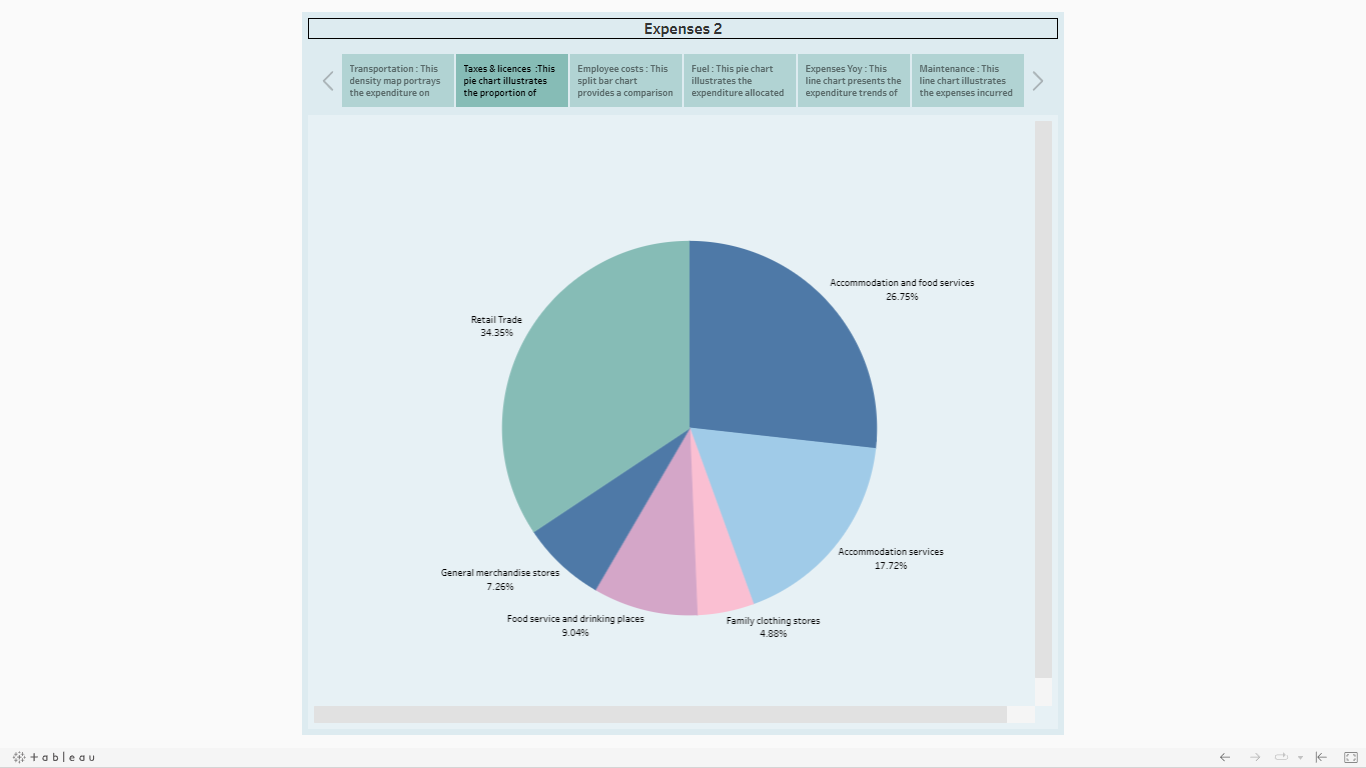 Expenses 2
Transportation : This
density map portrays
the expenditure on
Taxes & licences :This
pie chart illustrates
the proportion of
Employee costs : This
split bar chart
provides a comparison
Fuel : This pie chart
illustrates the
expenditure allocated
Expenses Yoy : This
line chart presents the
expenditure trends of
Maintenance : This
line chart illustrates
the expenses incurred
Accommodation and food services
26.75%
Retail Trade
34.35%
Accommodation services
17.72%
General merchandise stores
7.26%
Food service and drinking places
9.04%
Family clothing stores
4.88%
+ a b l e a u